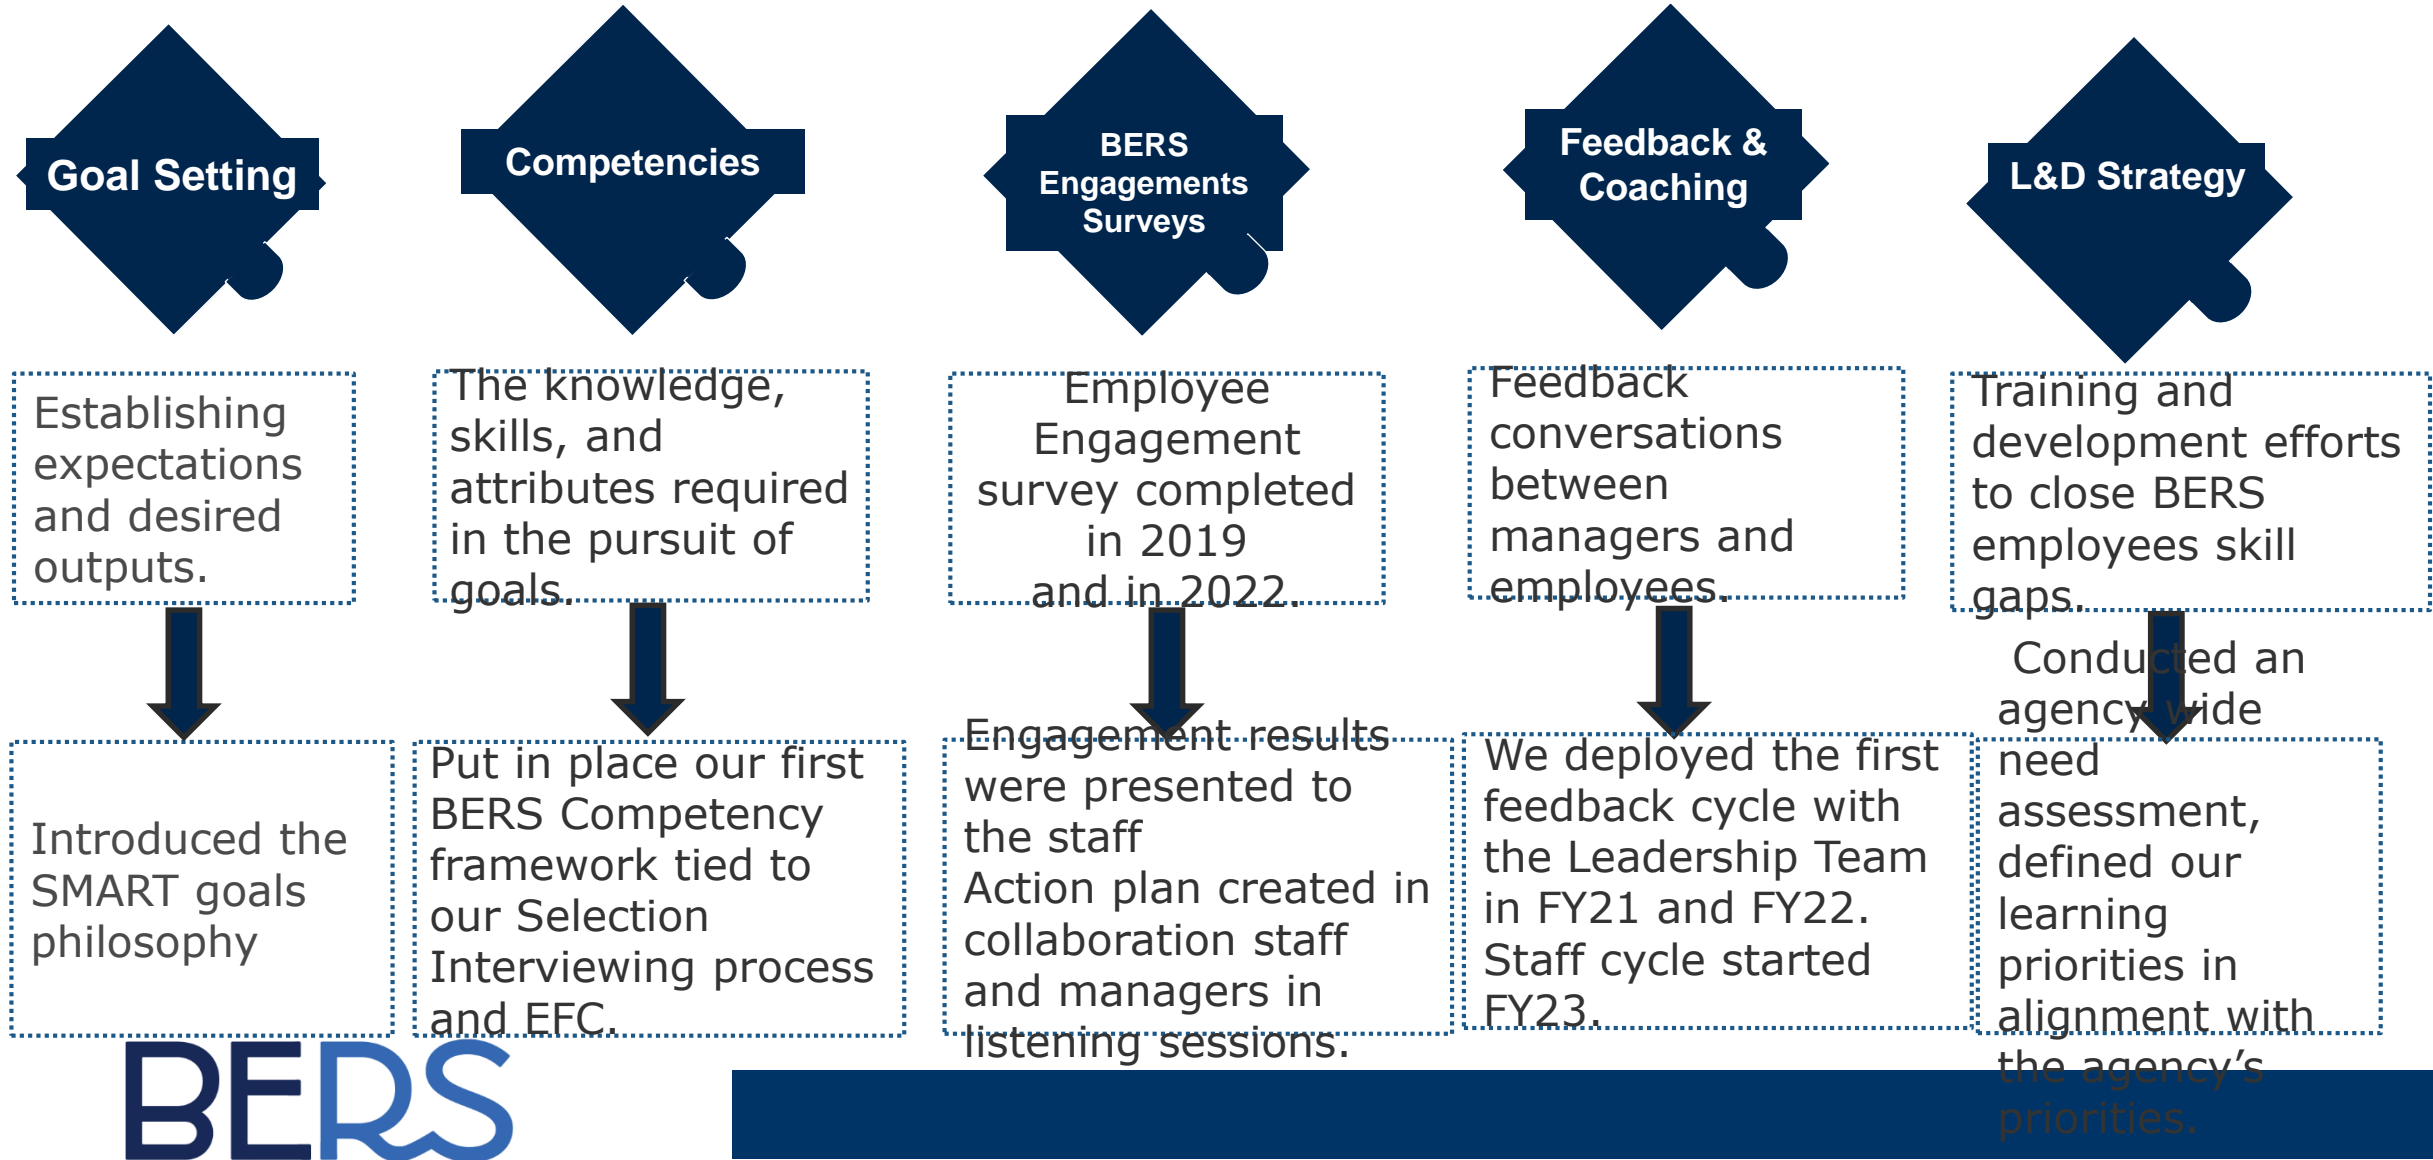 Goal Setting
Establishing
expectations
and desired
outputs.
Introduced the
SMART goals
philosophy
Competencies
The knowledge,
skills, and
attributes required
in the pursuit of
goals.
Put in place our first
BERS Competency
framework tied to
our Selection
Interviewing process
and EFC.
BERS
Engagements
Surveys
Employee
Engagement
survey completed
in 2019
and in 2022.
Engagement results
were presented to
the staff
Action plan created in
collaboration staff
and managers in
listening sessions.
Feedback &
Coaching
Feedback
conversations
between
managers and
employees.
We deployed the first
feedback cycle with
the Leadership Team
in FY21 and FY22.
Staff cycle started
FY23.
L&D Strategy
Training and
development efforts
to close BERS
employees skill
gaps.
Conducted an
agency wide
need
assessment,
defined our
learning
priorities in
alignment with
the agency’s
priorities.
BERS